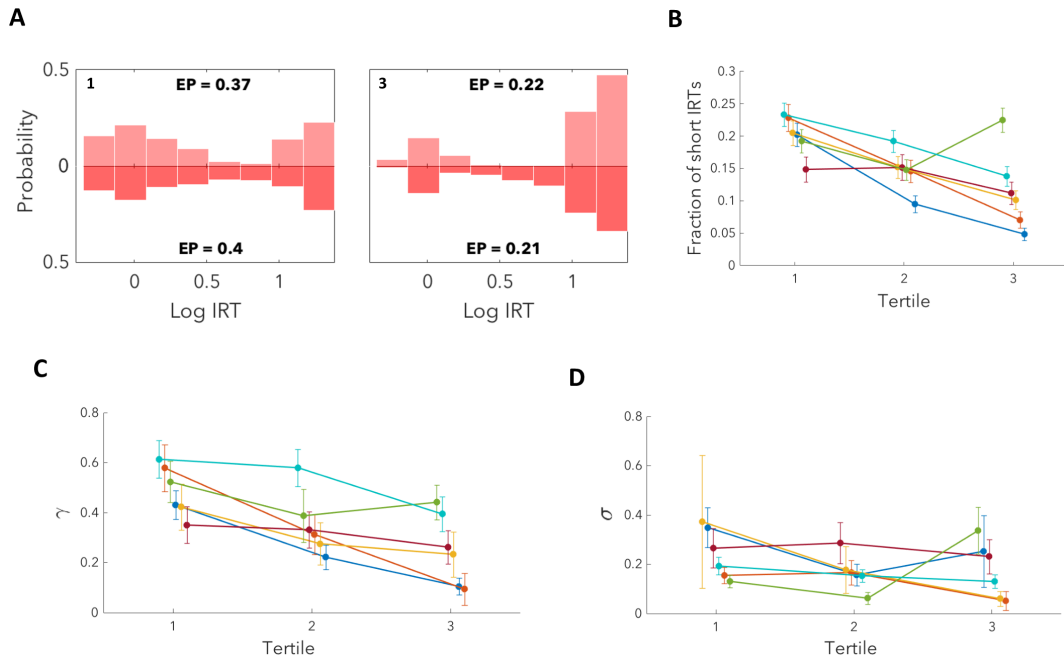 A
B
0.5
1
EP = 0.37
3
EP = 0.22
Probability
0
EP = 0.4
EP = 0.21
0.5
0
0.5
1
0
0.5
1
Log IRT
Log IRT
0.3
0.25
0.2
0.15
0.1
0.05
0
Fraction of short IRTs
1
2
3
Tertile
C
0.8
0.6
0.4
0.2
0
γ
1
2
3
Tertile
D
0.8
0.6
0.4
0.2
0
σ
1
2
3
Tertile